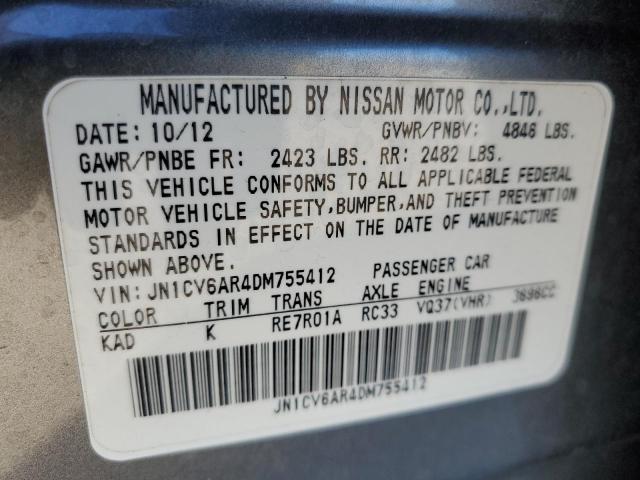 MANUFACTURED BY NISSAN MOTOR CO.,LTD.
DATE: 10/12 GVWR/PNBV: 4846 LBS.
GAWR/PNBE FR: 2423 LBS. RR: 2482 LBS.
THIS VEHICLE CONFORMS TO ALL APPLICABLE FEDERAL
MOTOR VEHICLE SAFETY,BUMPER,AND THEFT PREVENTION
STANDARDS IN EFFECT ON THE DATE OF MANUFACTURE
SHOWN ABOVE.
VIN: JN1CV6AR4DM755412 PASSENGER CAR
COLOR TRIM TRANS AXLE ENGINE
KAD K RE7R01A RC33 VQ37(VHR) 3696CC
JN1CV6AR4DM755412